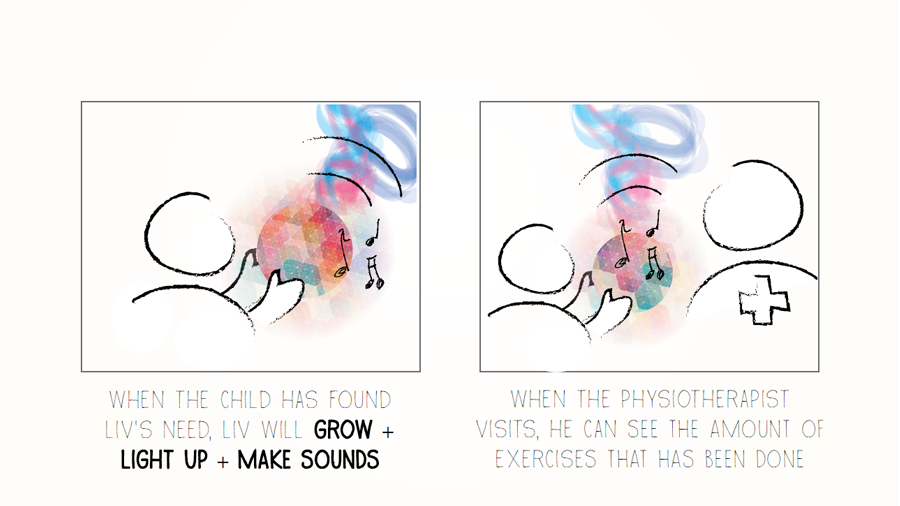 WHEN THE CHILD HAS FOUND
LIV'S NEED, LIV WILL GROW +
LIGHT UP + MAKE SOUNDS
WHEN THE PHYSIOTHERAPIST
VISITS, HE CAN SEE THE AMOUNT OF
EXERCISES THAT HAS BEEN DONE